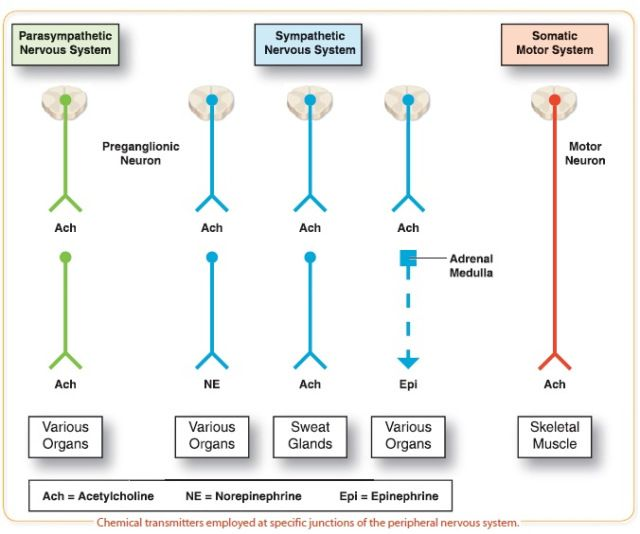 Parasympathetic
Nervous System
Sympathetic
Nervous System
Somatic
Motor System
Preganglionic
Neuron
Motor
Neuron
Ach
Ach
Ach
Ach
Adrenal
Medulla
Ach
NE
Ach
Epi
Ach
Various
Organs
Various
Organs
Sweat
Glands
Various
Organs
Skeletal
Muscle
Ach = Acetylcholine NE = Norepinephrine Epi = Epinephrine
Chemical transmitters employed at specific junctions of the peripheral nervous system.